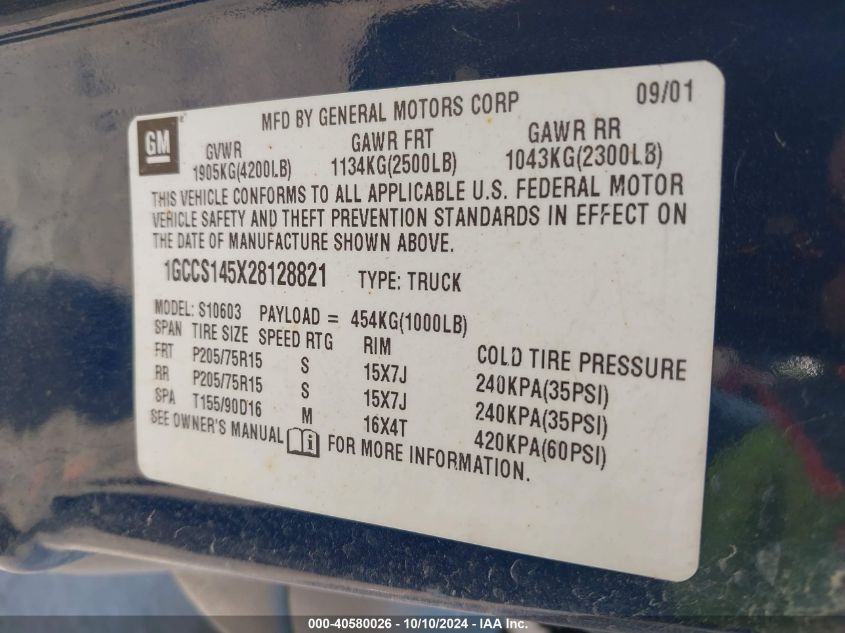 MFD BY GENERAL MOTORS CORP 09/01
GM
GVWR GAWR FRT GAWR RR
1905KG(4200LB) 1134KG(2500LB) 1043KG(2300LB)
THIS VEHICLE CONFORMS TO ALL APPLICABLE U.S. FEDERAL MOTOR
VEHICLE SAFETY AND THEFT PREVENTION STANDARDS IN EFFECT ON
THE DATE OF MANUFACTURE SHOWN ABOVE.
1GCCS145X28128821 TYPE: TRUCK
MODEL: S10603 PAYLOAD = 454KG(1000LB)
SPAN TIRE SIZE SPEED RTG RIM COLD TIRE PRESSURE
FRT P205/75R15 S 15X7J 240KPA(35PSI)
RR P205/75R15 S 15X7J 240KPA(35PSI)
SPA T155/90D16 M 16X4T 420KPA(60PSI)
SEE OWNER'S MANUAL i FOR MORE INFORMATION.
000-40580026 - 10/10/2024 - IAA Inc.